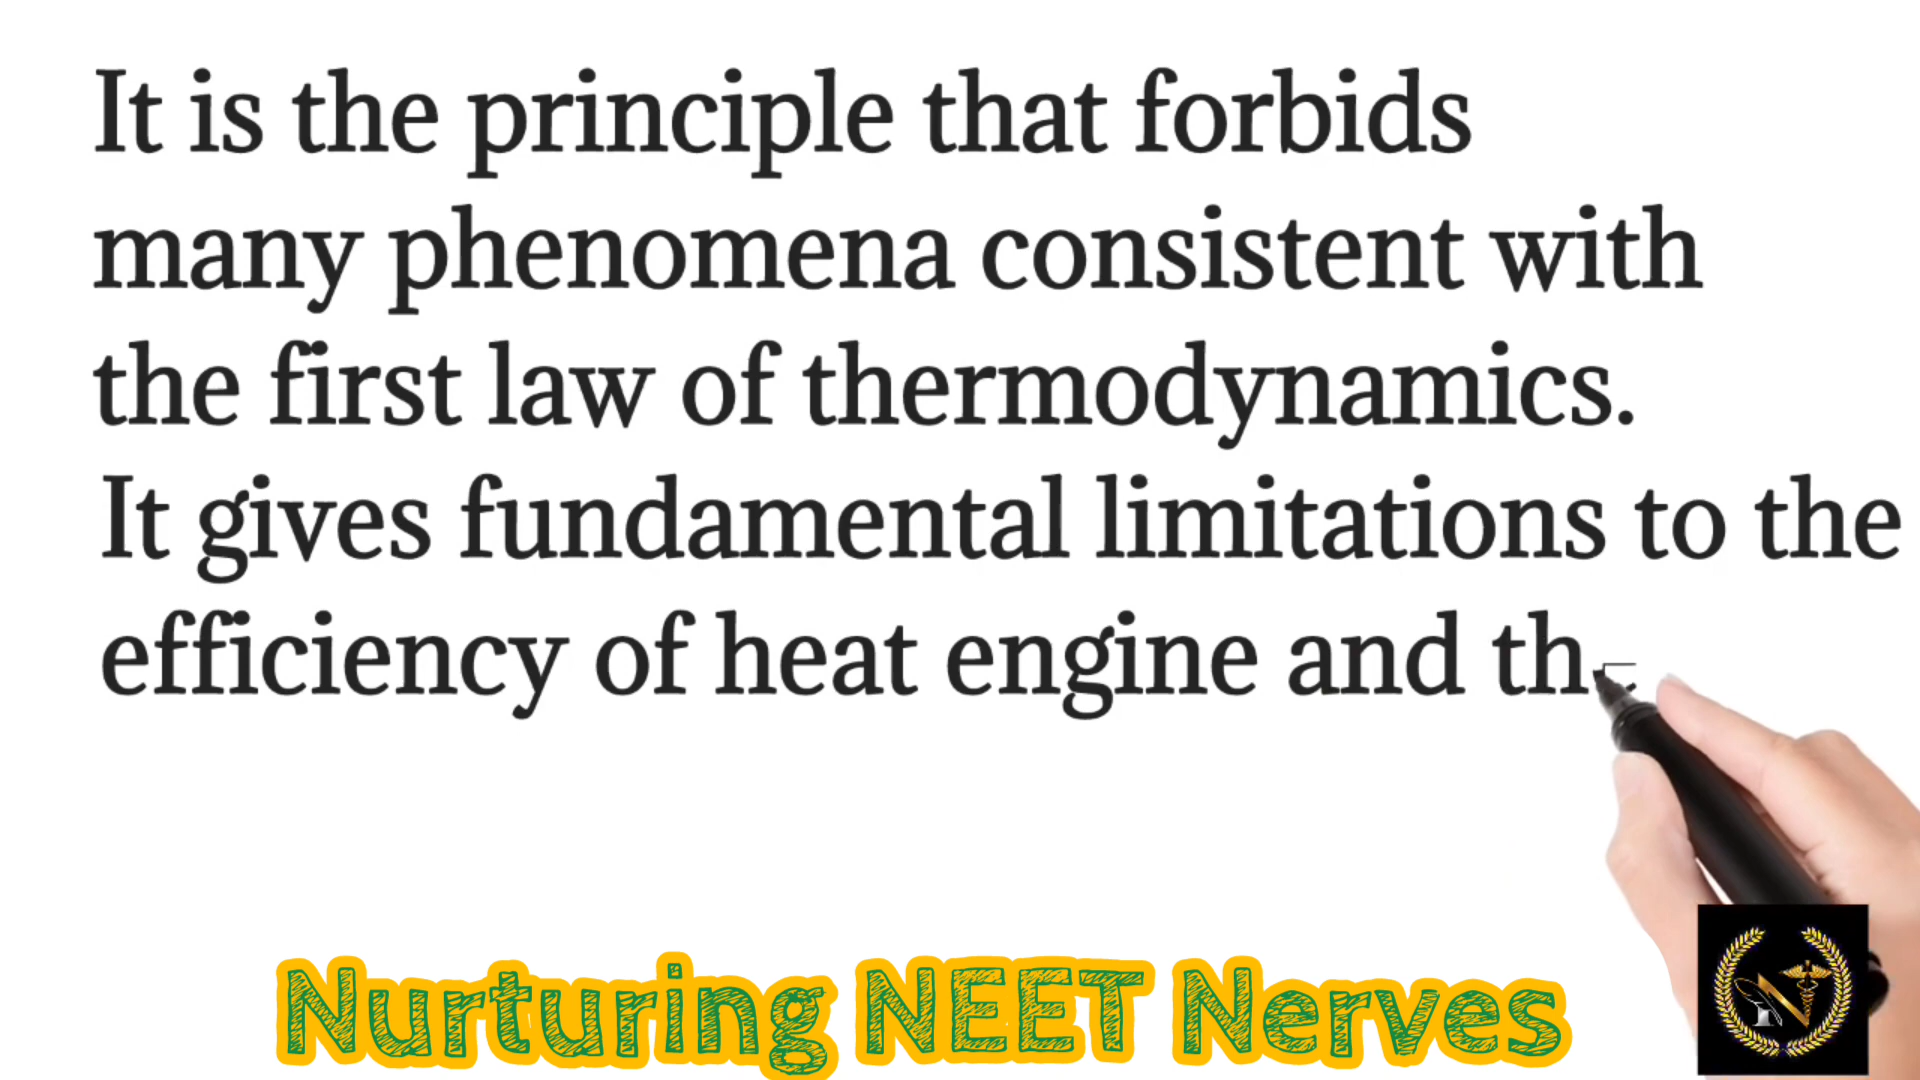 It is the principle that forbids
many phenomena consistent with
the first law of thermodynamics.
It gives fundamental limitations to the
efficiency of heat engine and th
Nurturing NEET Nerves